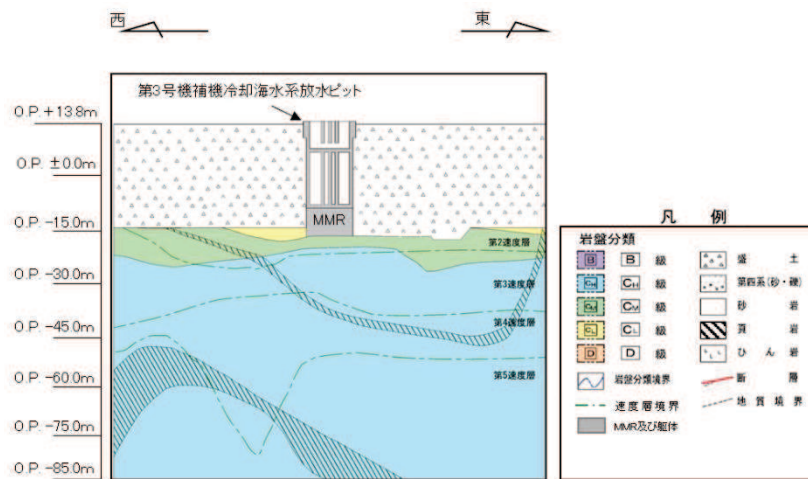 西
東
第3号機補機冷却海水系放水ピット
O.P.+13.8m
O.P. ±0.0m
O.P. -15.0m
O.P. -30.0m
O.P. -45.0m
O.P. -60.0m
O.P. -75.0m
O.P. -85.0m
MMR
第2速度層
第3速度層
第4速度層
第5速度層
凡 例
岩盤分類
B B 級
CH CH 級
CM CM 級
CL CL 級
D D 級
岩盤分類境界
速度層境界
MMR及び躯体
盛 土
第四系(砂・礫)
砂 岩
頁 岩
ひん 岩
断 層
地質境界